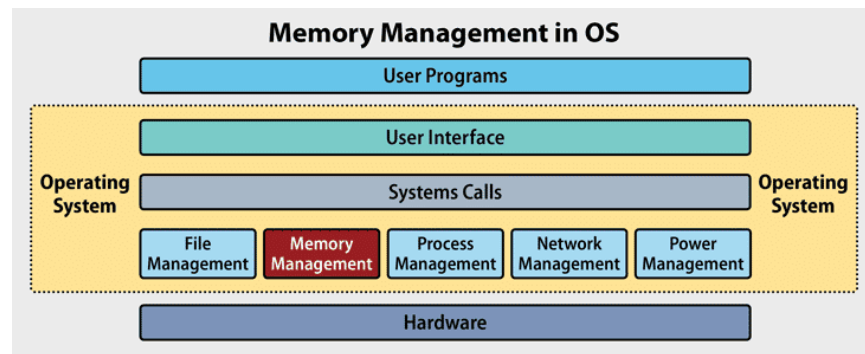 Memory Management in OS
User Programs
User Interface
Operating
System
Systems Calls
Operating
System
File
Management
Memory
Management
Process
Management
Network
Management
Power
Management
Hardware